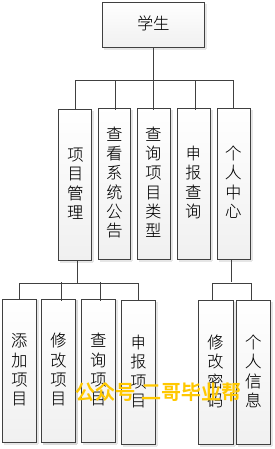 学生
项目管理
查看系统公告
查询项目类型
申报查询
个人中心
添加项目
修改项目
查询项目
申报项目
修改密码
个人信息
公众号 二哥毕业帮